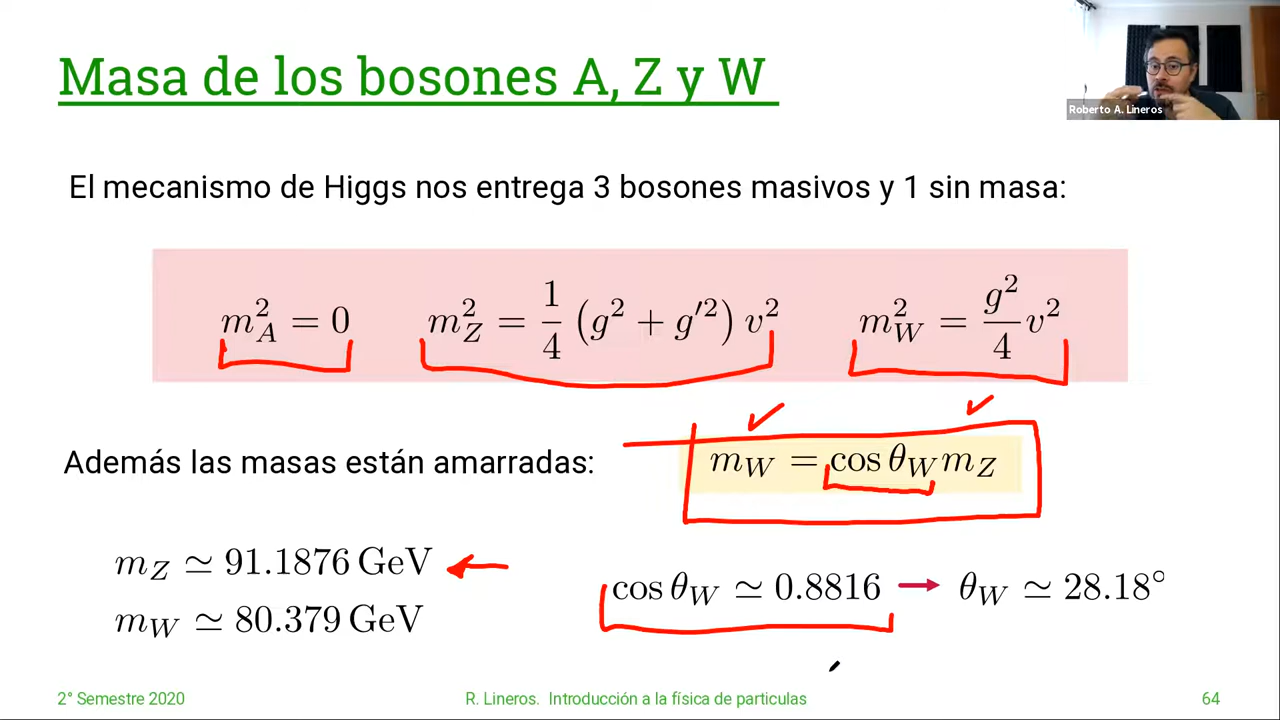 Masa de los bosones A, Z y W
Roberto A. Lineros
El mecanismo de Higgs nos entrega 3 bosones masivos y 1 sin masa:
m_A^2 = 0 m_Z^2 = \frac{1}{4} (g^2 + g'^2) v^2 m_W^2 = \frac{g^2}{4} v^2
Además las masas están amarradas: m_W = cos θ_W m_Z
m_Z ≃ 91.1876 GeV
cos θ_W ≃ 0.8816 → θ_W ≃ 28.18°
m_W ≃ 80.379 GeV
2° Semestre 2020 R. Lineros. Introducción a la física de particulas 64